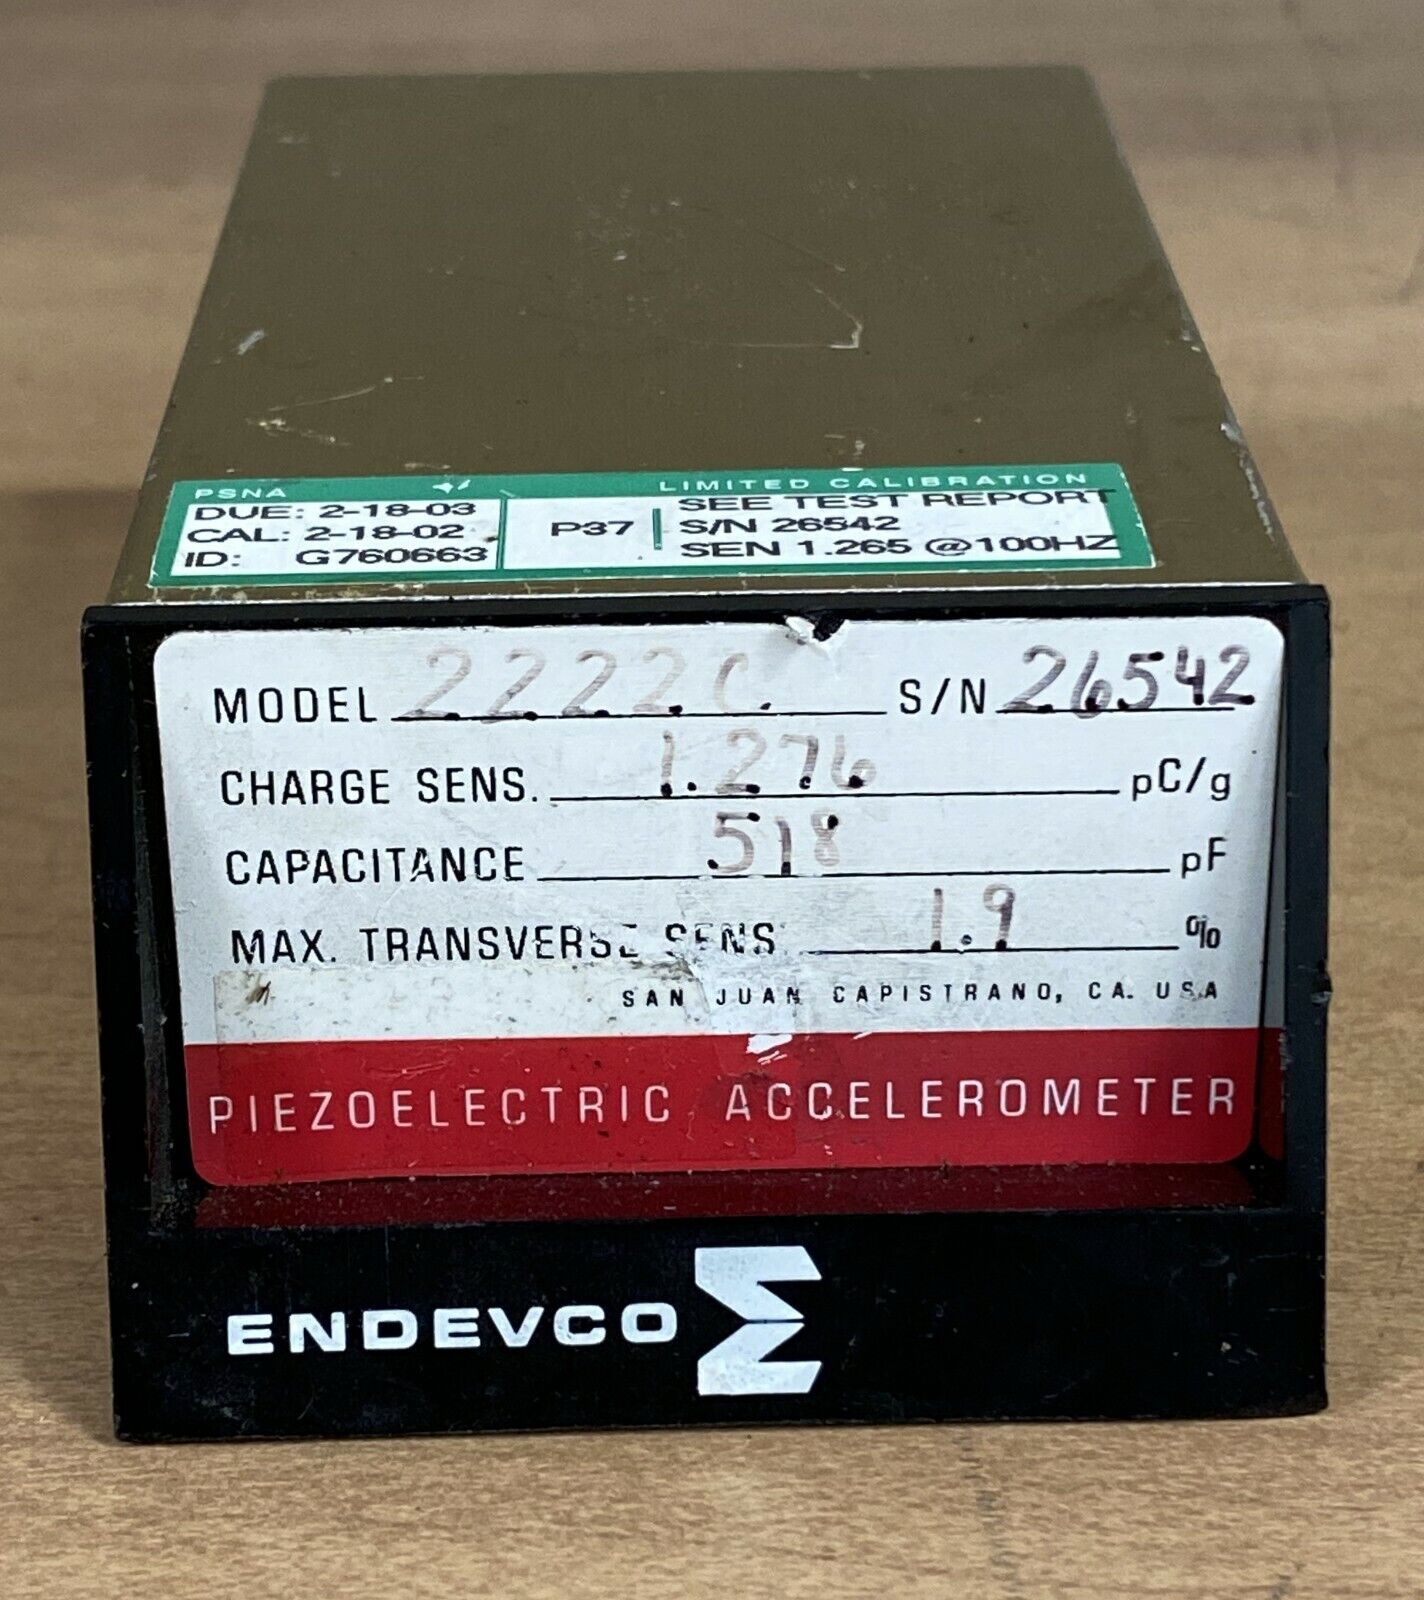 PSNA LIMITED CALIBRATION
DUE: 2-18-03 SEE TEST REPORT
CAL: 2-18-02 P37 S/N 26542
ID: G760663 SEN 1.265 @100HZ
MODEL 2222C S/N 26542
CHARGE SENS. 1.276 pC/g
CAPACITANCE 518 pF
MAX. TRANSVERSE SENS. 1.9 %
SAN JUAN CAPISTRANO, CA. USA
PIEZOELECTRIC ACCELEROMETER
ENDEVCO